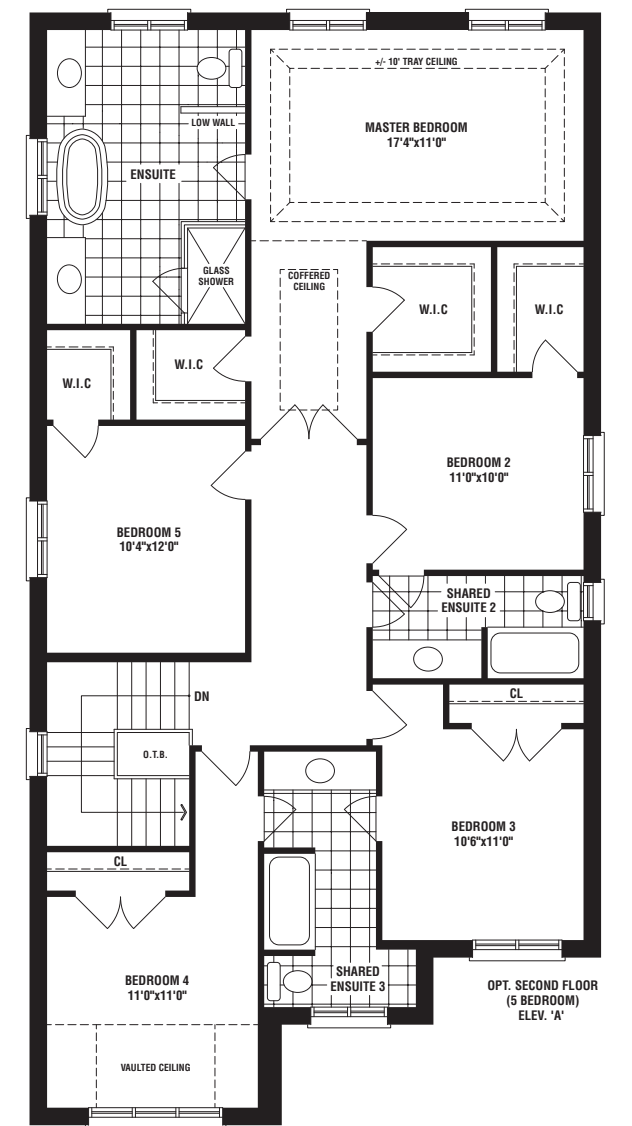 +/- 10' TRAY CEILING
LOW WALL
MASTER BEDROOM
17'4"x11'0"
ENSUITE
GLASS
SHOWER
COFFERED
CEILING
W.I.C
W.I.C
W.I.C
W.I.C
BEDROOM 2
11'0"x10'0"
BEDROOM 5
10'4"x12'0"
SHARED
ENSUITE 2
DN
CL
O.T.B.
BEDROOM 3
10'6"x11'0"
CL
BEDROOM 4
11'0"x11'0"
SHARED
ENSUITE 3
OPT. SECOND FLOOR
(5 BEDROOM)
ELEV. 'A'
VAULTED CEILING